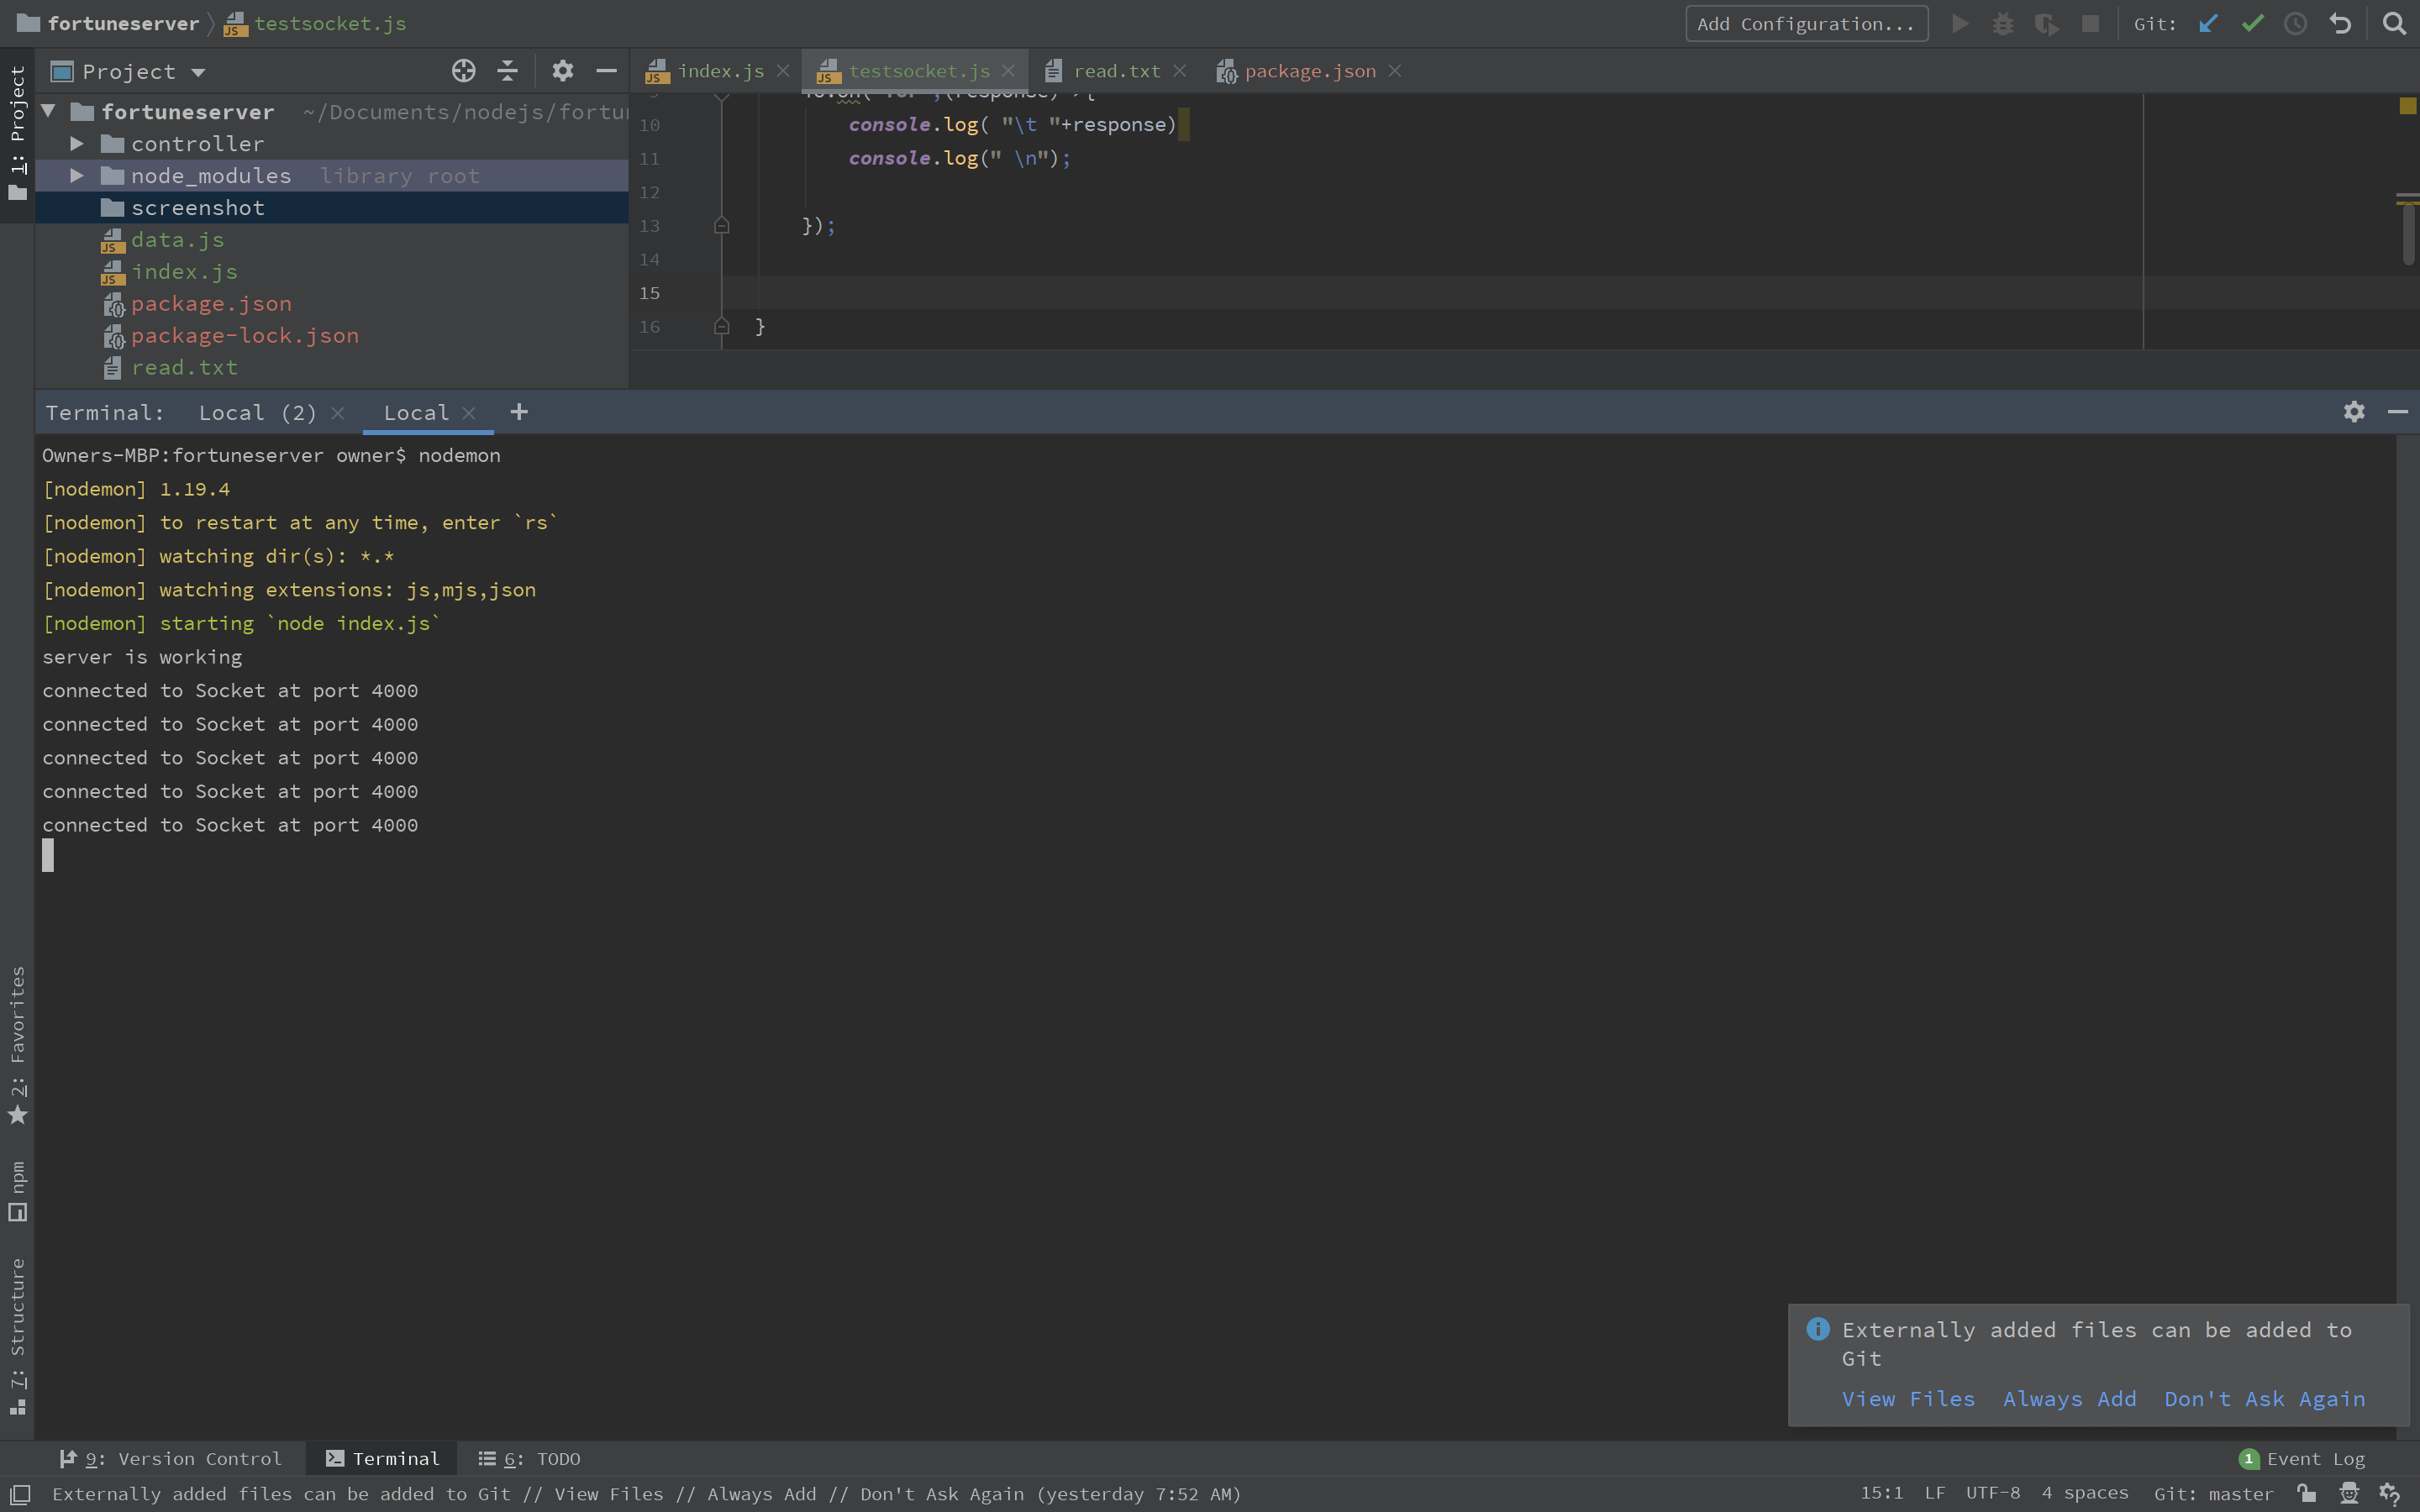 fortuneserver testsocket.js
Add Configuration...
Git:
1: Project
Project
index.js
testsocket.js
read.txt
package.json
fortuneserver ~/Documents/nodejs/fortu
controller
node_modules library root
screenshot
data.js
index.js
package.json
package-lock.json
read.txt
10 console.log( "\t "+response)
11 console.log(" \n");
12
13 });
14
15
16 }
Terminal: Local (2) Local +
Owners-MBP:fortuneserver owner$ nodemon
[nodemon] 1.19.4
[nodemon] to restart at any time, enter `rs`
[nodemon] watching dir(s): *.*
[nodemon] watching extensions: js,mjs,json
[nodemon] starting `node index.js`
server is working
connected to Socket at port 4000
connected to Socket at port 4000
connected to Socket at port 4000
connected to Socket at port 4000
connected to Socket at port 4000
2: Favorites
npm
7: Structure
Externally added files can be added to
Git
View Files Always Add Don't Ask Again
9: Version Control
Terminal
6: TODO
1 Event Log
Externally added files can be added to Git // View Files // Always Add // Don't Ask Again (yesterday 7:52 AM)
15:1 LF UTF-8 4 spaces Git: master